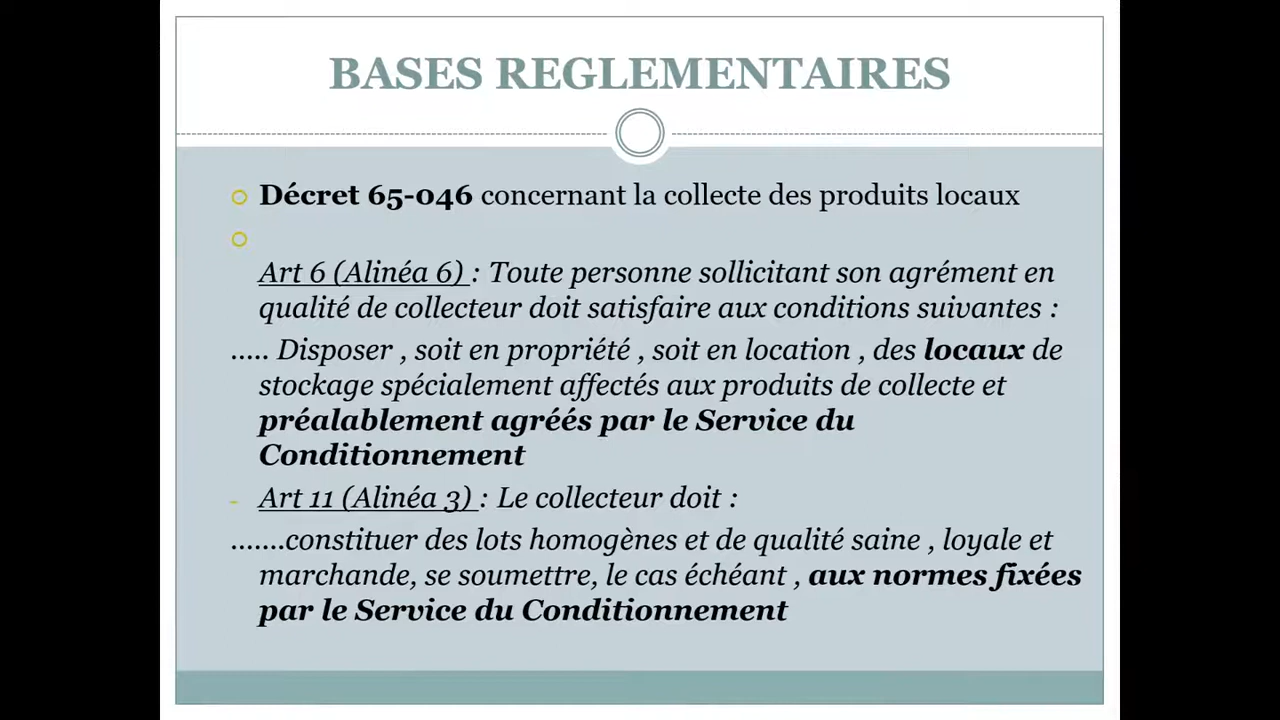 BASES REGLEMENTAIRES
Décret 65-046 concernant la collecte des produits locaux
Art 6 (Alinéa 6) : Toute personne sollicitant son agrément en
qualité de collecteur doit satisfaire aux conditions suivantes :
..... Disposer , soit en propriété , soit en location , des locaux de
stockage spécialement affectés aux produits de collecte et
préalablement agréés par le Service du
Conditionnement
- Art 11 (Alinéa 3) : Le collecteur doit :
.......constituer des lots homogènes et de qualité saine , loyale et
marchande, se soumettre, le cas échéant , aux normes fixées
par le Service du Conditionnement